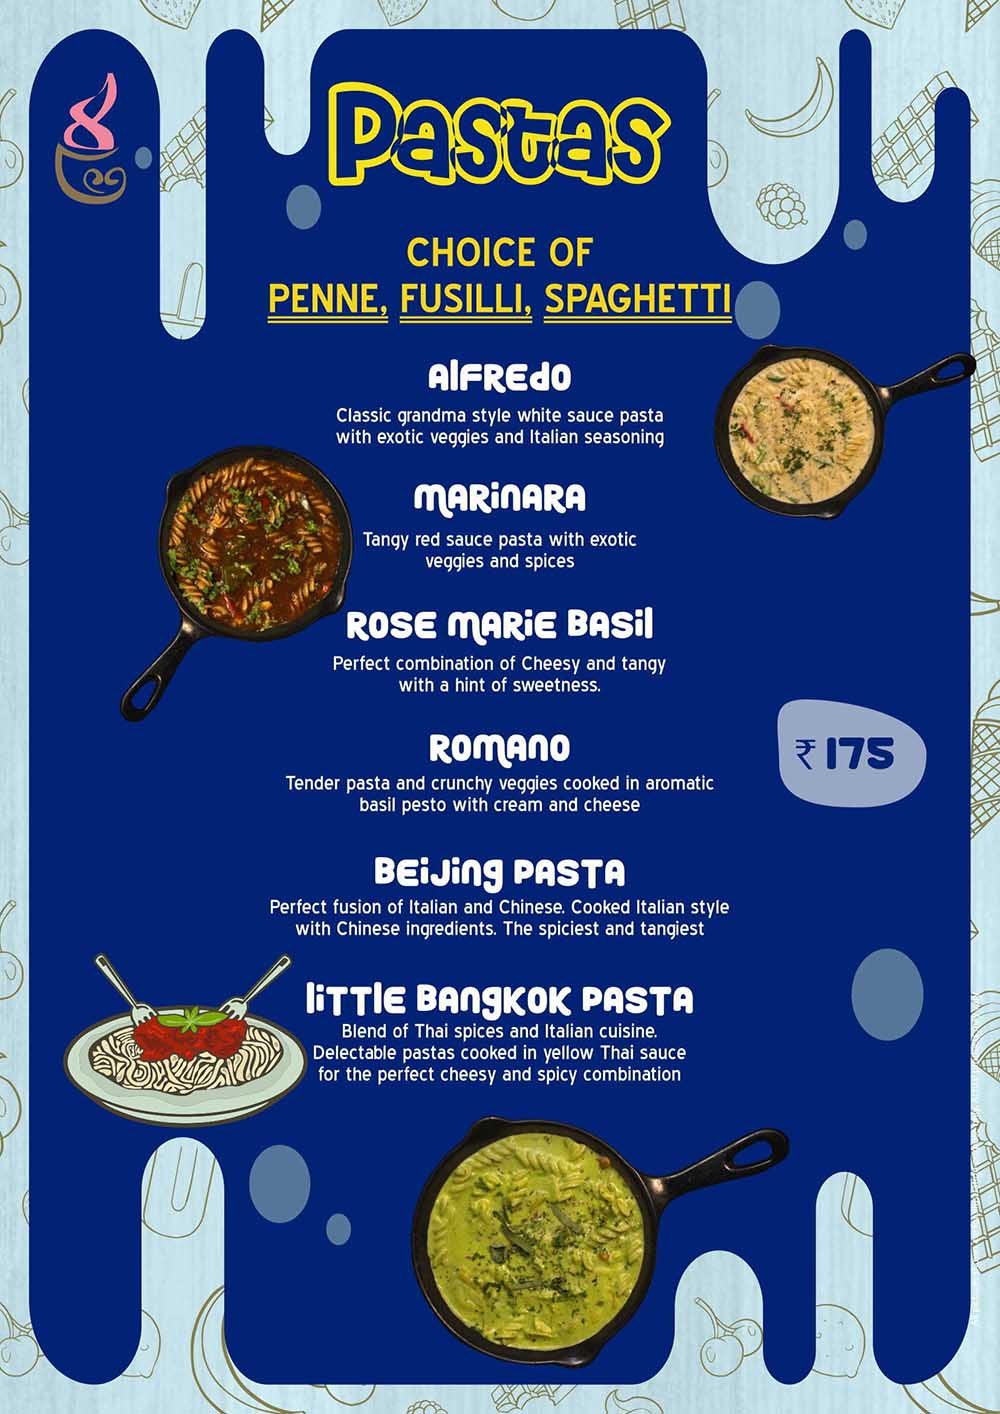 Pastas
CHOICE OF
PENNE, FUSILLI, SPAGHETTI
AlFREdO
Classic grandma style white sauce pasta
with exotic veggies and Italian seasoning
MARiNARA
Tangy red sauce pasta with exotic
veggies and spices
ROSE MARiE BASil
Perfect combination of Cheesy and tangy
with a hint of sweetness.
ROMANO
₹ 175
Tender pasta and crunchy veggies cooked in aromatic
basil pesto with cream and cheese
BEiJing PASTA
Perfect fusion of Italian and Chinese. Cooked Italian style
with Chinese ingredients. The spiciest and tangiest
liTTlE BANgKOK PASTA
Blend of Thai spices and Italian cuisine.
Delectable pastas cooked in yellow Thai sauce
for the perfect cheesy and spicy combination